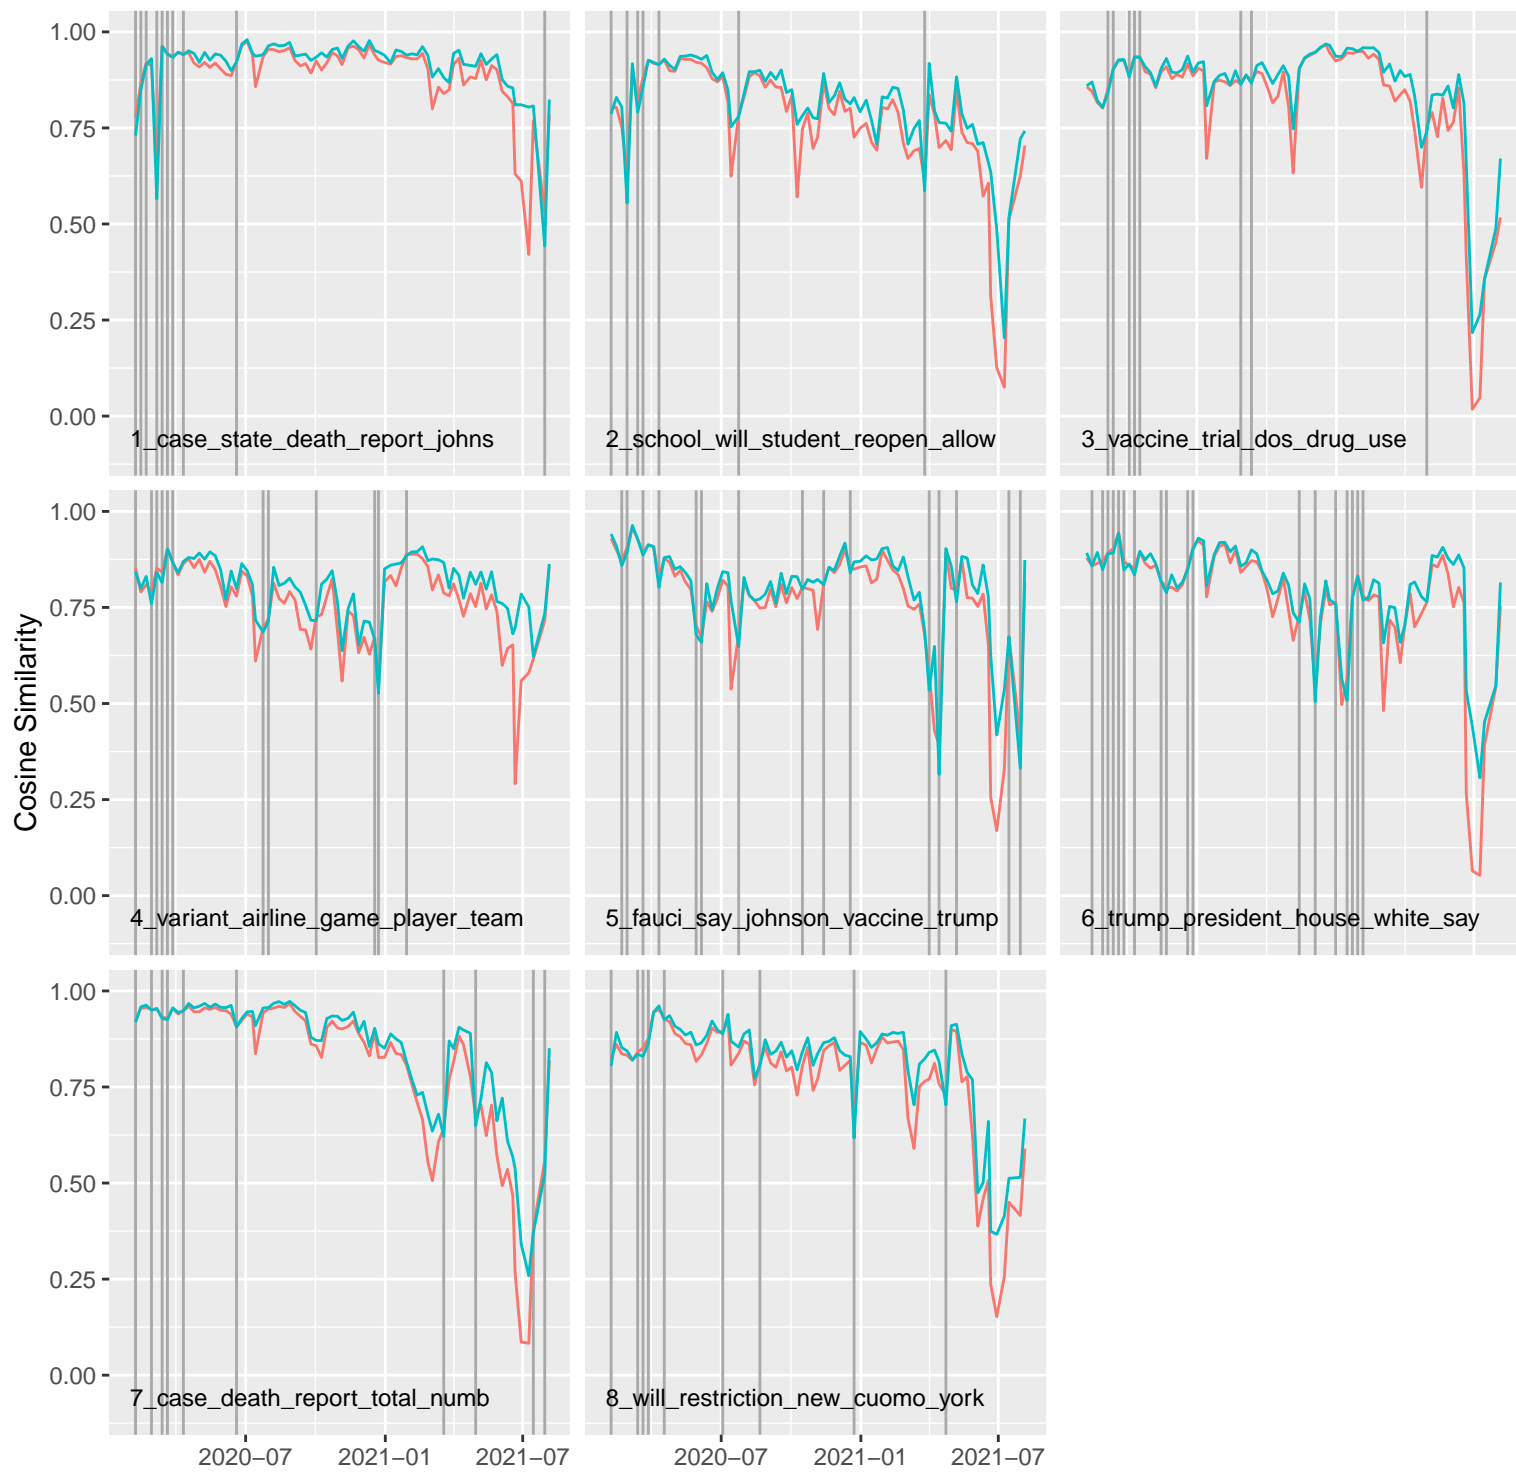 1.00
0.75
0.50
0.25
0.00
1_case_state_death_report_johns
2_school_will_student_reopen_allow
3_vaccine_trial_dos_drug_use
Cosine Similarity
1.00
0.75
0.50
0.25
0.00
4_variant_airline_game_player_team
5_fauci_say_johnson_vaccine_trump
6_trump_president_house_white_say
1.00
0.75
0.50
0.25
0.00
7_case_death_report_total_numb
8_will_restriction_new_cuomo_york
2020−07 2021−01 2021−07
2020−07 2021−01 2021−07